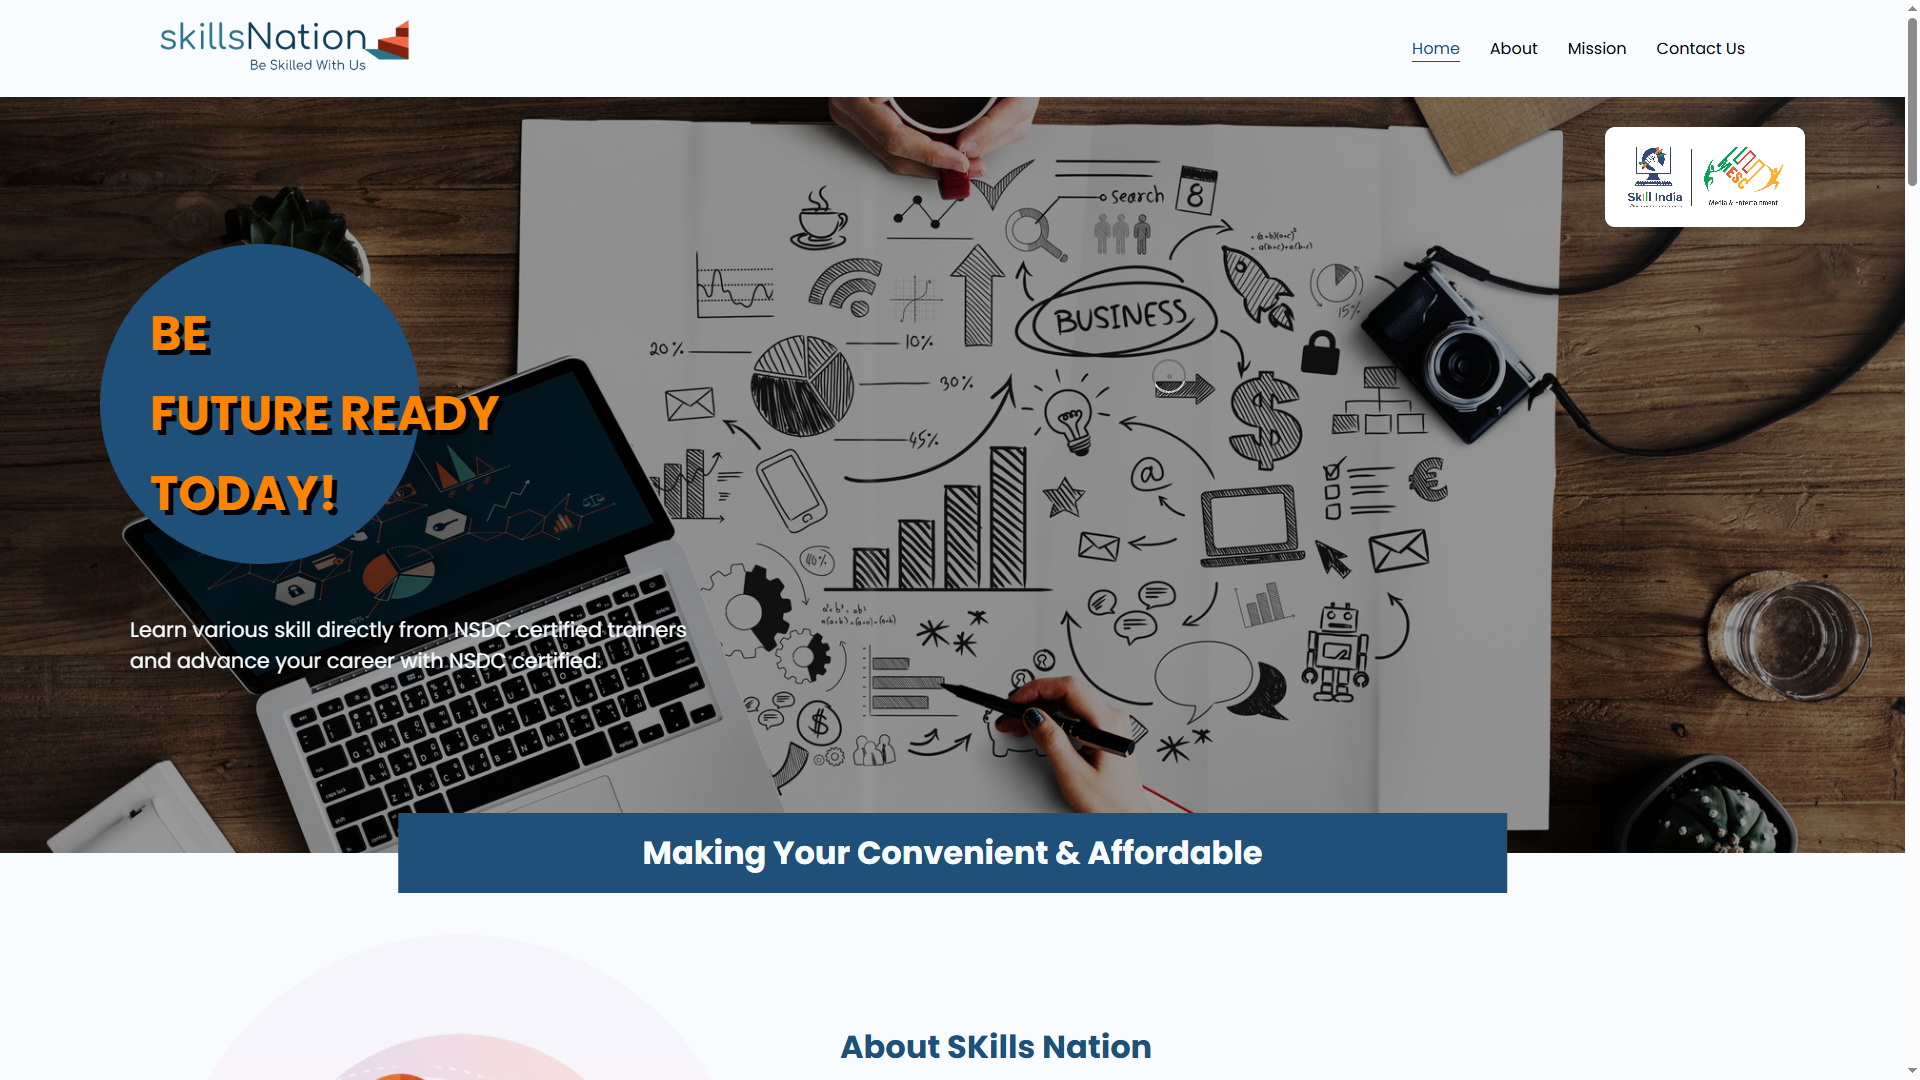 skillsNation
Be Skilled With Us
Home About Mission Contact Us
Skill India
MESC
Media & Entertainment
search
8
BUSINESS
15%
20%
10%
30%
45%
40%
@
$
€
BE
FUTURE READY
TODAY!
Learn various skill directly from NSDC certified trainers
and advance your career with NSDC certified.
Making Your Convenient & Affordable
About SKills Nation